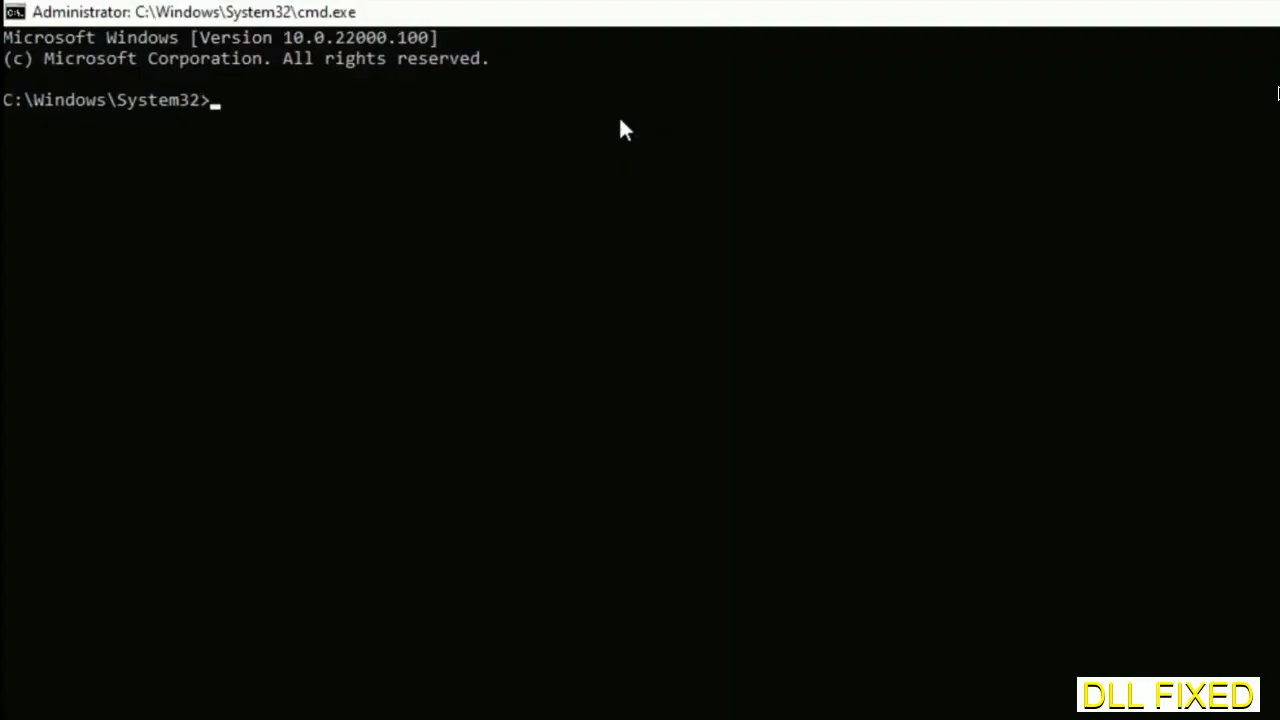 Administrator: C:\Windows\System32\cmd.exe
Microsoft Windows [Version 10.0.22000.100]
(c) Microsoft Corporation. All rights reserved.
C:\Windows\System32>
DLL FIXED